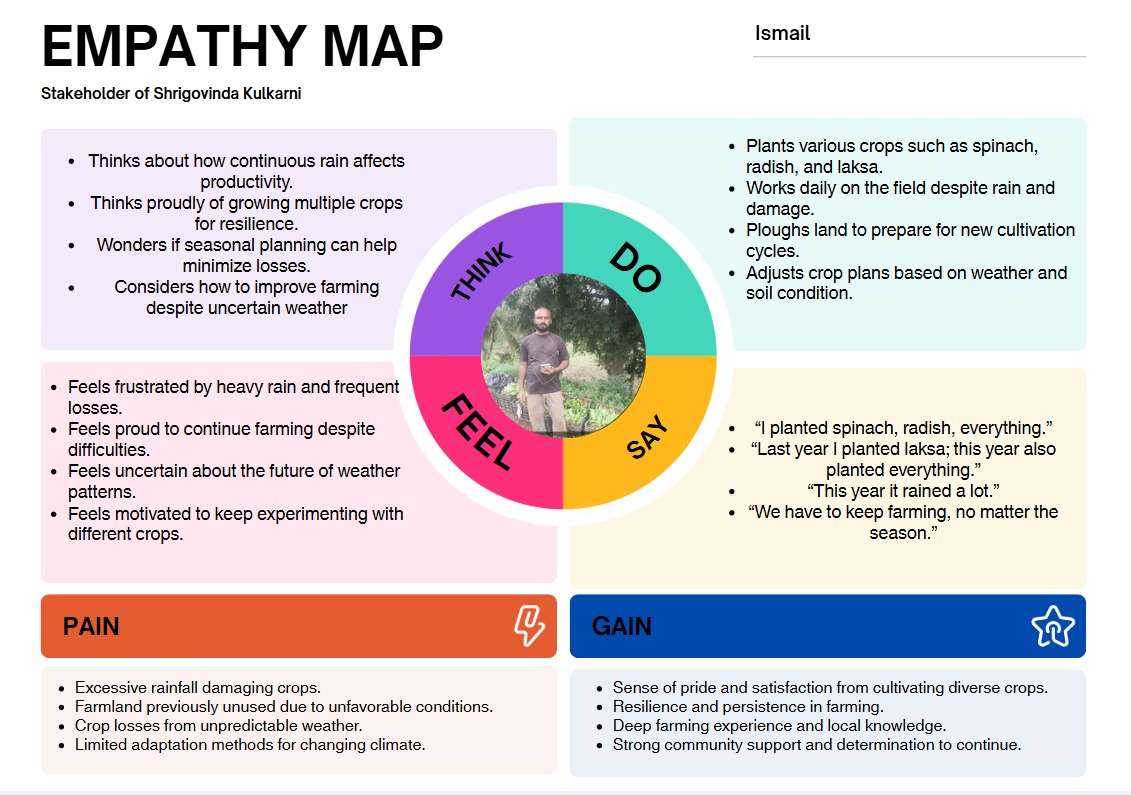 EMPATHY MAP
Ismail
Stakeholder of Shrigovinda Kulkarni
• Thinks about how continuous rain affects
productivity.
• Thinks proudly of growing multiple crops
for resilience.
• Wonders if seasonal planning can help
minimize losses.
• Considers how to improve farming
despite uncertain weather
• Plants various crops such as spinach,
radish, and laksa.
• Works daily on the field despite rain and
damage.
• Ploughs land to prepare for new cultivation
cycles.
• Adjusts crop plans based on weather and
soil condition.
THINK
DO
FEEL
SAY
• Feels frustrated by heavy rain and frequent
losses.
• Feels proud to continue farming despite
difficulties.
• Feels uncertain about the future of weather
patterns.
• Feels motivated to keep experimenting with
different crops.
• “I planted spinach, radish, everything.”
• “Last year I planted laksa; this year also
planted everything.”
• “This year it rained a lot.”
• “We have to keep farming, no matter the
season.”
PAIN
• Excessive rainfall damaging crops.
• Farmland previously unused due to unfavorable conditions.
• Crop losses from unpredictable weather.
• Limited adaptation methods for changing climate.
GAIN
• Sense of pride and satisfaction from cultivating diverse crops.
• Resilience and persistence in farming.
• Deep farming experience and local knowledge.
• Strong community support and determination to continue.